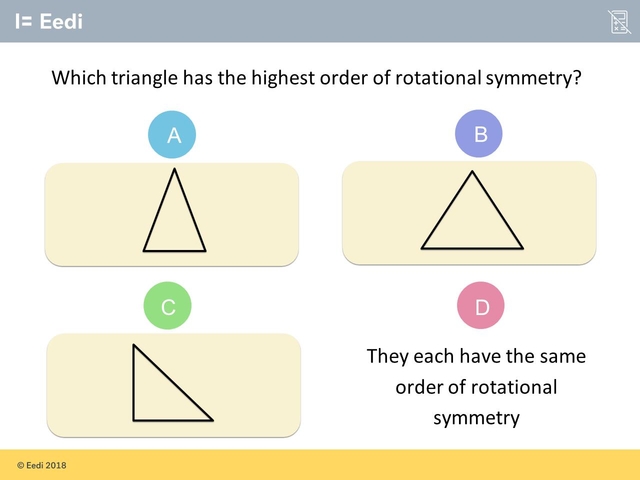 I= Eedi
Which triangle has the highest order of rotational symmetry?
A
B
C
D
They each have the same
order of rotational
symmetry
© Eedi 2018